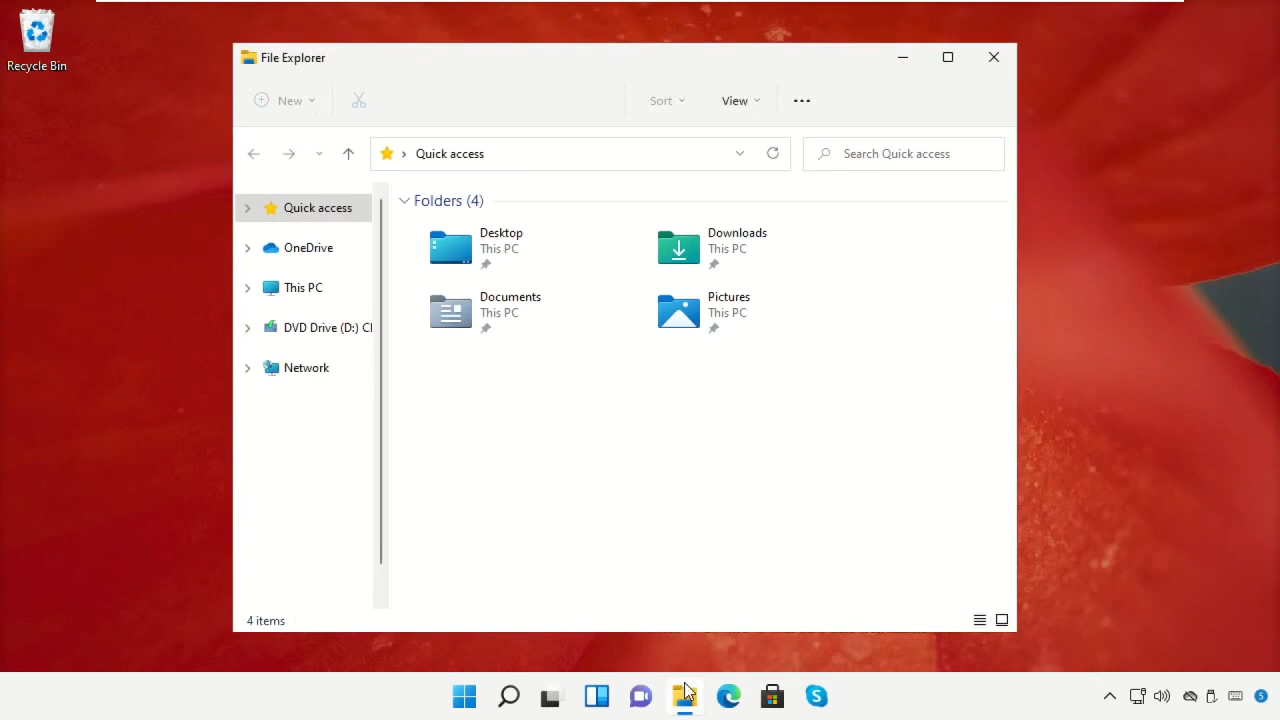 Recycle Bin
File Explorer
New
Sort
View
Quick access
Search Quick access
Quick access
OneDrive
This PC
DVD Drive (D:) C
Network
Folders (4)
Desktop
This PC
Downloads
This PC
Documents
This PC
Pictures
This PC
4 items
5